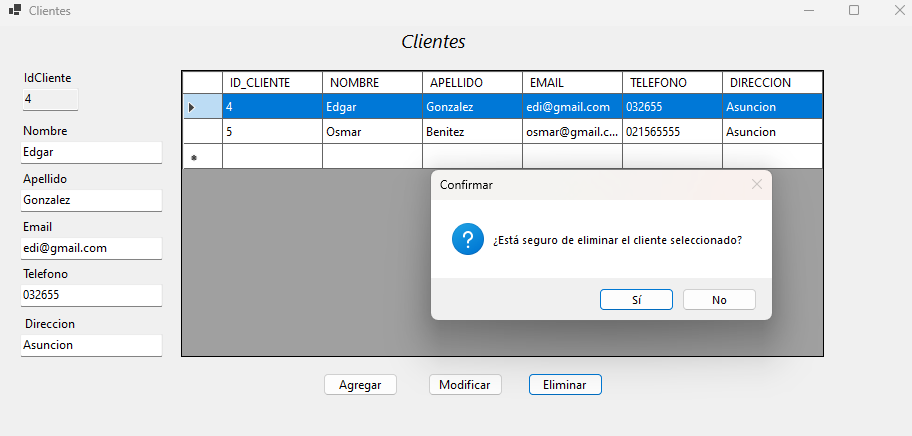 Clientes
Clientes
IdCliente
4
Nombre
Edgar
Apellido
Gonzalez
Email
edi@gmail.com
Telefono
032655
Direccion
Asuncion
ID_CLIENTE NOMBRE APELLIDO EMAIL TELEFONO DIRECCION
4 Edgar Gonzalez edi@gmail.com 032655 Asuncion
5 Osmar Benitez osmar@gmail.c... 021565555 Asuncion
Confirmar
¿Está seguro de eliminar el cliente seleccionado?
Sí No
Agregar Modificar Eliminar